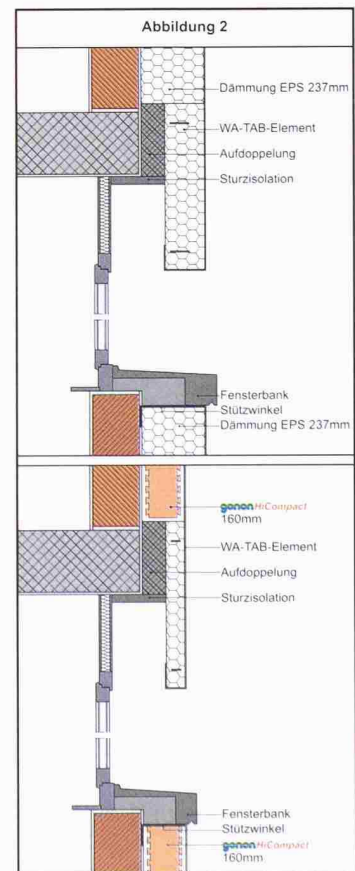 Abbildung 2
Dämmung EPS 237mm
WA-TAB-Element
Aufdoppelung
Sturzisolation
Fensterbank
Stützwinkel
Dämmung EPS 237mm
gonon HiCompact
160mm
WA-TAB-Element
Aufdoppelung
Sturzisolation
Fensterbank
Stützwinkel
gonon HiCompact
160mm